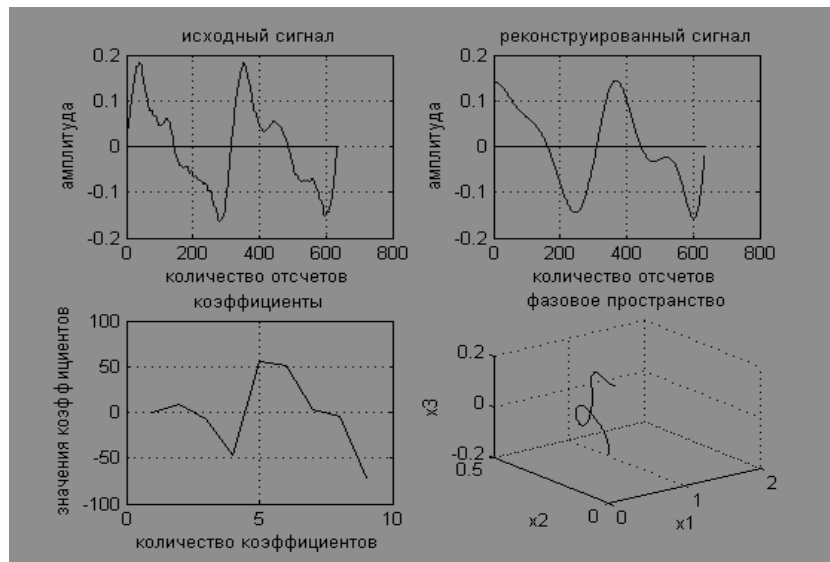 исходный сигнал
0.2
0.1
0
-0.1
-0.2
амплитуда
0 200 400 600 800
количество отсчетов
реконструированный сигнал
0.2
0.1
0
-0.1
-0.2
амплитуда
0 200 400 600 800
количество отсчетов
коэффициенты
100
50
0
-50
-100
значения коэффициентов
0 5 10
количество коэффициентов
фазовое пространство
0.2
0
-0.2
x3
0.5
0
x2
0
1
2
x1